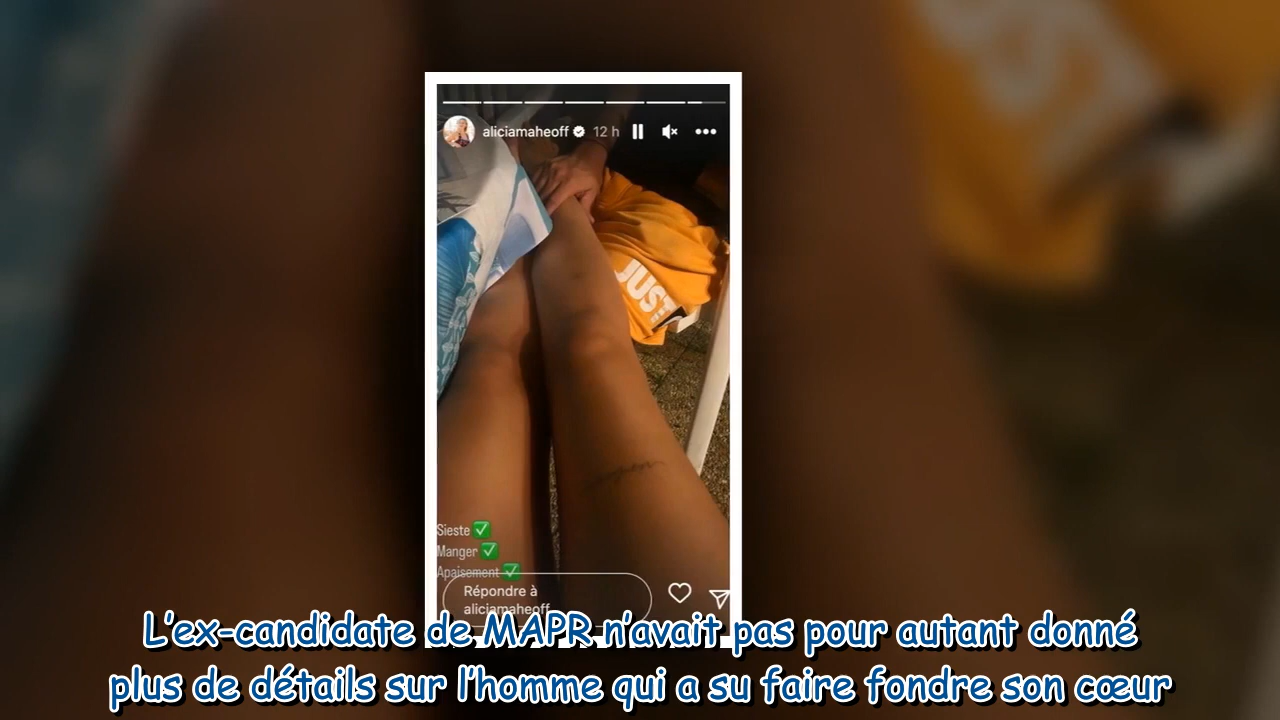 aliciamaheoff 12 h
JUST
Sieste ✅
Manger ✅
Apaisement ✅
Répondre à
aliciamaheoff
L'ex-candidate de MAPR n'avait pas pour autant donné
plus de détails sur l'homme qui a su faire fondre son cœur